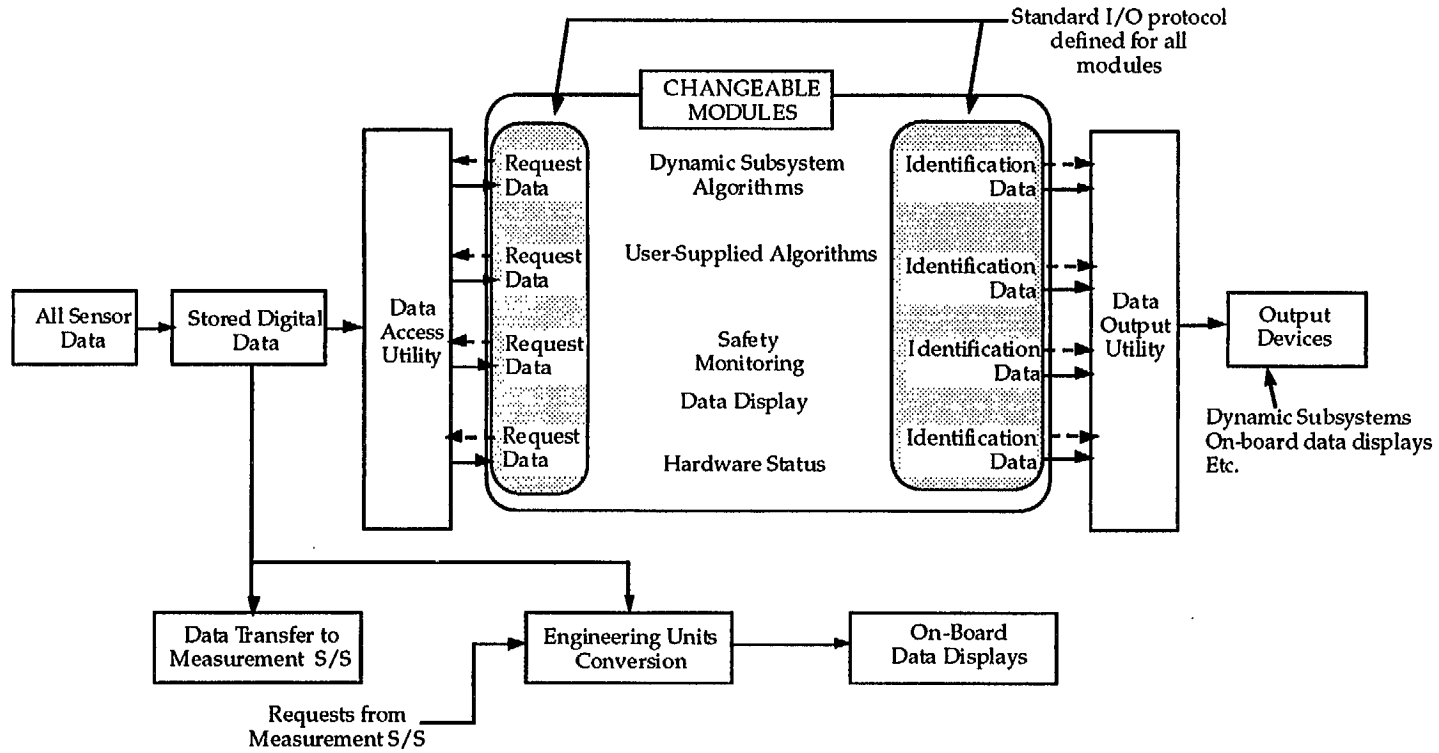 Standard I/O protocol
defined for all
modules
CHANGEABLE
MODULES
Request
Data
Dynamic Subsystem
Algorithms
Identification
Data
Request
Data
User-Supplied Algorithms
Identification
Data
All Sensor
Data
Stored Digital
Data
Data
Access
Utility
Request
Data
Safety
Monitoring
Identification
Data
Data
Output
Utility
Output
Devices
Data Display
Request
Data
Hardware Status
Identification
Data
Dynamic Subsystems
On-board data displays
Etc.
Data Transfer to
Measurement S/S
Engineering Units
Conversion
On-Board
Data Displays
Requests from
Measurement S/S